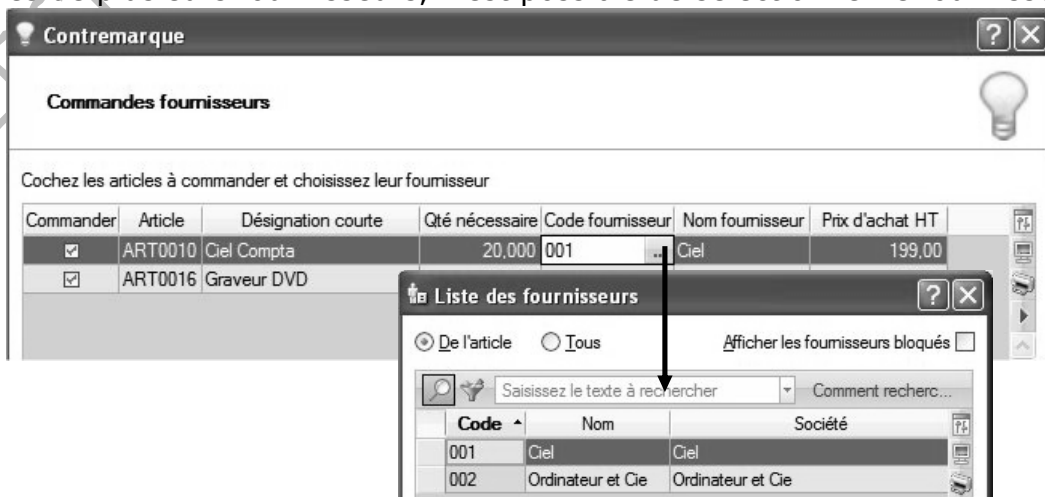 Contremarque
Commandes fournisseurs
Cochez les articles à commander et choisissez leur fournisseur
Commander Article Désignation courte Qté nécessaire Code fournisseur Nom fournisseur Prix d'achat HT
ART0010 Ciel Compta 20,000 001 ... Ciel 199,00
ART0016 Graveur DVD
Liste des fournisseurs
De l'article Tous Afficher les fournisseurs bloqués
Saisissez le texte à rechercher Comment recherc...
Code Nom Société
001 Ciel Ciel
002 Ordinateur et Cie Ordinateur et Cie